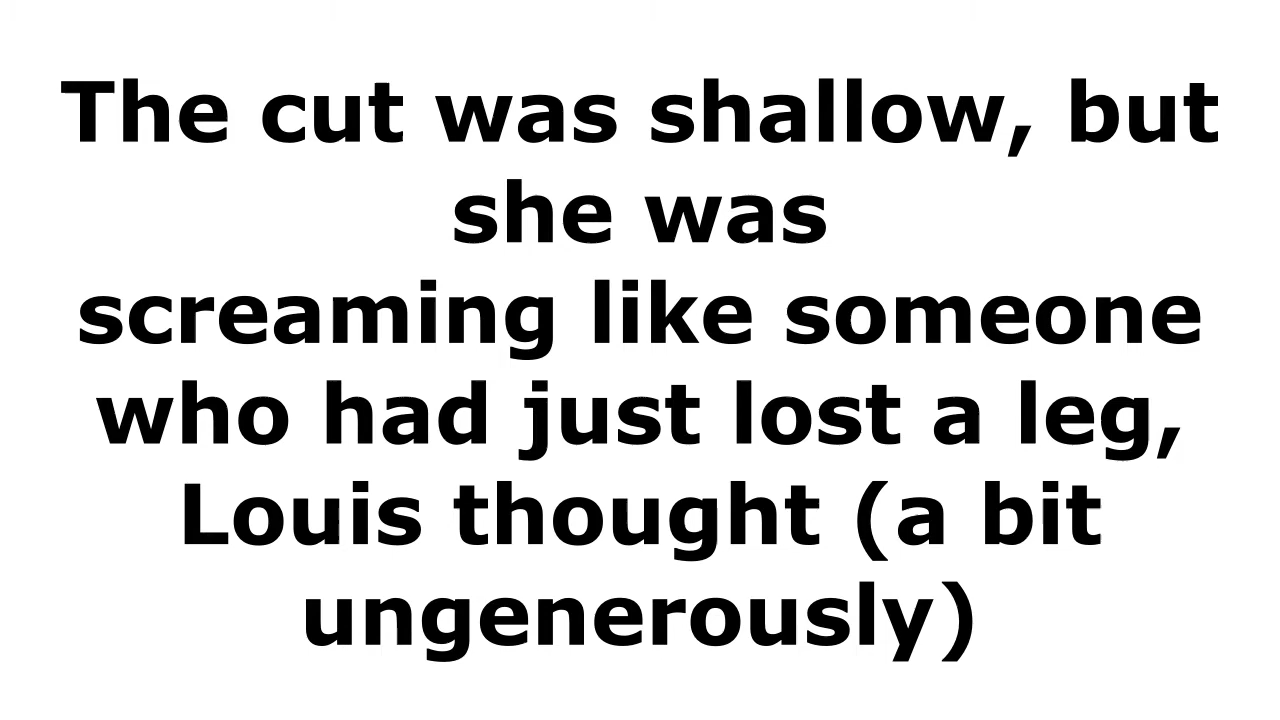 The cut was shallow, but
she was
screaming like someone
who had just lost a leg,
Louis thought (a bit
ungenerously)